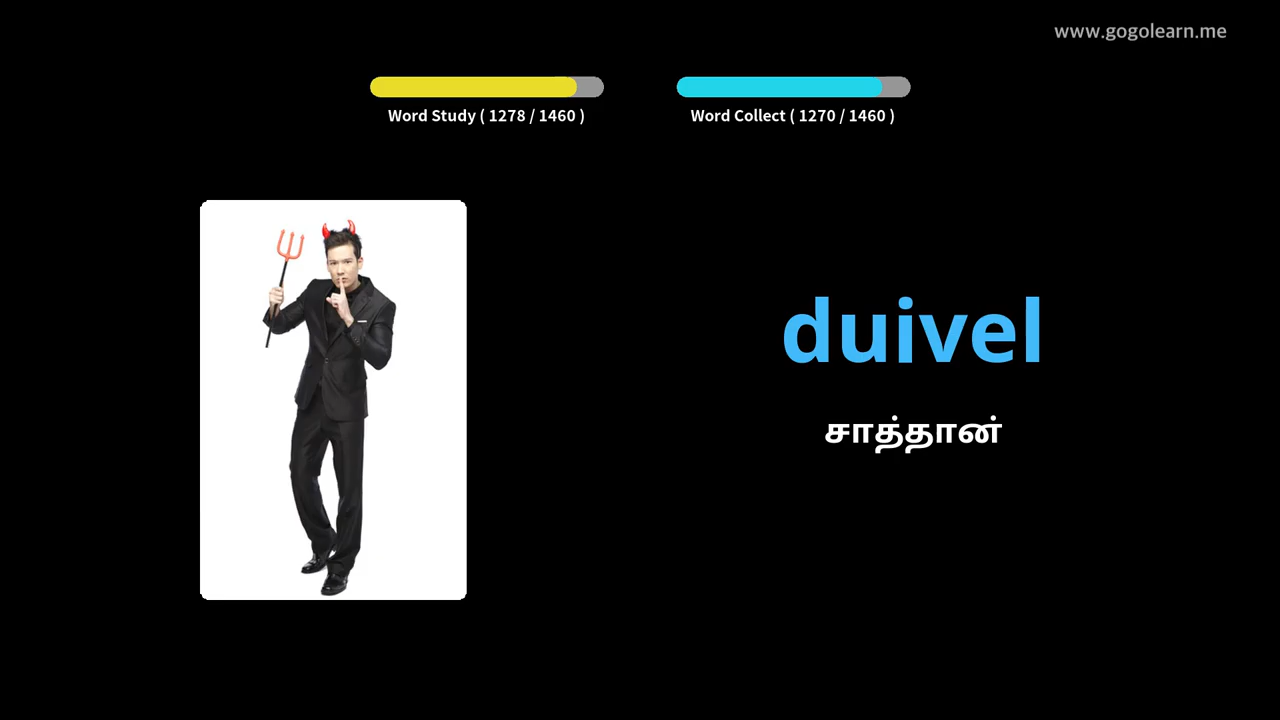 www.gogolearn.me
Word Study ( 1278 / 1460 )
Word Collect ( 1270 / 1460 )
duivel
சாத்தான்